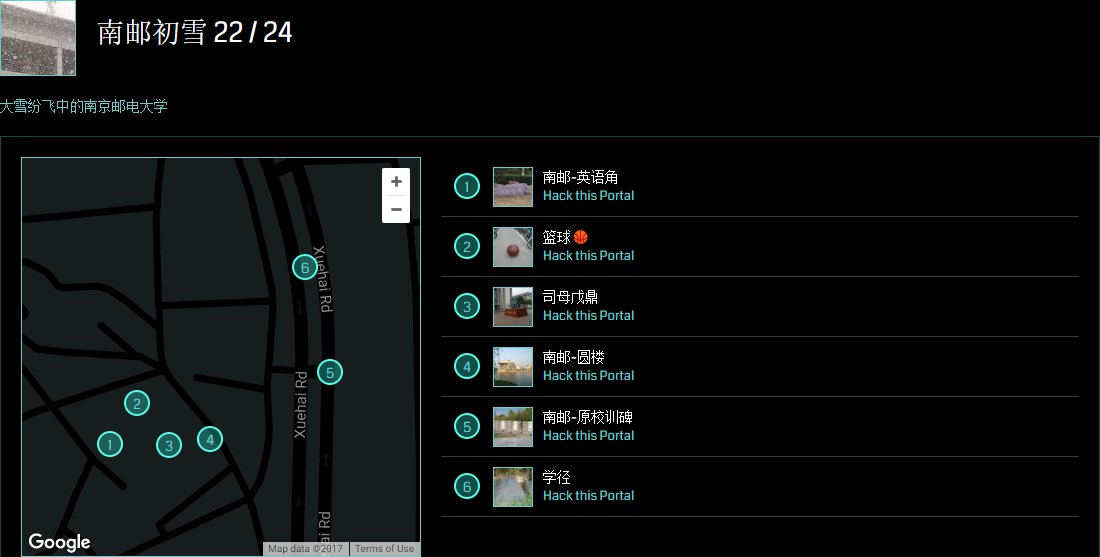 南邮初雪 22 / 24
大雪纷飞中的南京邮电大学
+
−
6
Xuehai Rd
5
Xuehai Rd
2
1
3
4
Xuehai Rd
Google
Map data ©2017
Terms of Use
1
南邮-英语角
Hack this Portal
2
篮球🏀
Hack this Portal
3
司母戊鼎
Hack this Portal
4
南邮-圆楼
Hack this Portal
5
南邮-原校训碑
Hack this Portal
6
学径
Hack this Portal